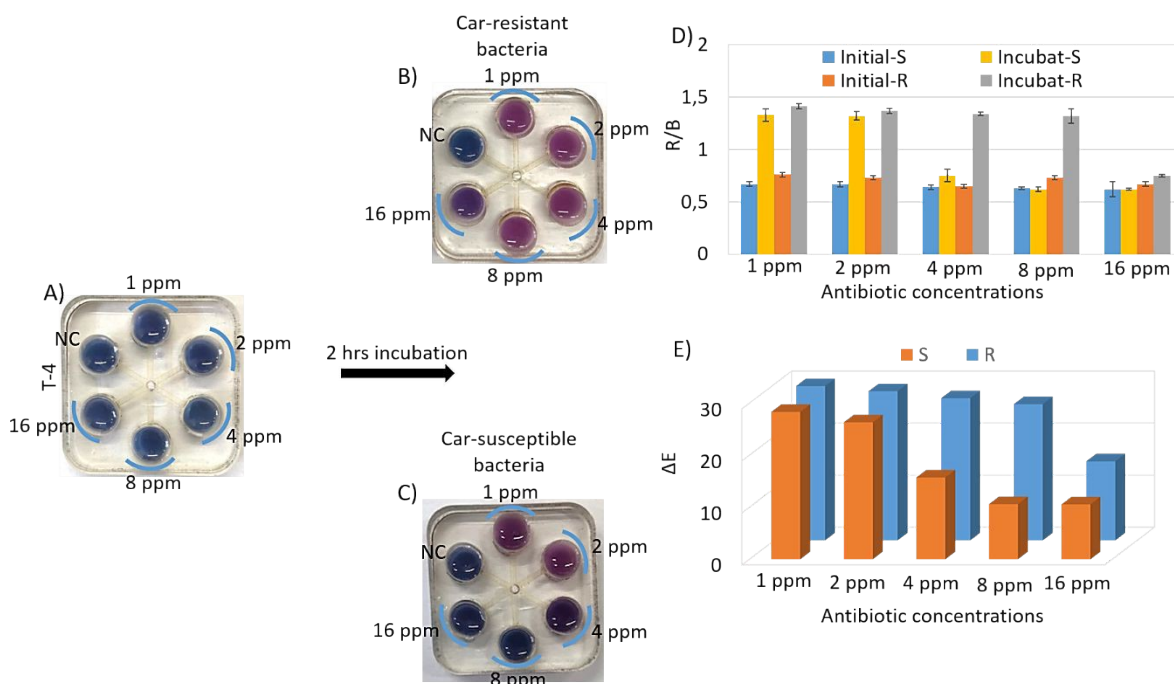 A)
1 ppm
NC
2 ppm
T-4
16 ppm
4 ppm
8 ppm
2 hrs incubation
Car-resistant
bacteria
B)
1 ppm
NC
2 ppm
16 ppm
4 ppm
8 ppm
Car-susceptible
bacteria
C)
1 ppm
NC
2 ppm
16 ppm
4 ppm
8 ppm
D)
2
Initial-S
Incubat-S
Initial-R
Incubat-R
1,5
R/B
1
0,5
0
1 ppm
2 ppm
4 ppm
8 ppm
16 ppm
Antibiotic concentrations
E)
S
R
30
20
ΔE
10
0
1 ppm
2 ppm
4 ppm
8 ppm
16 ppm
Antibiotic concentrations